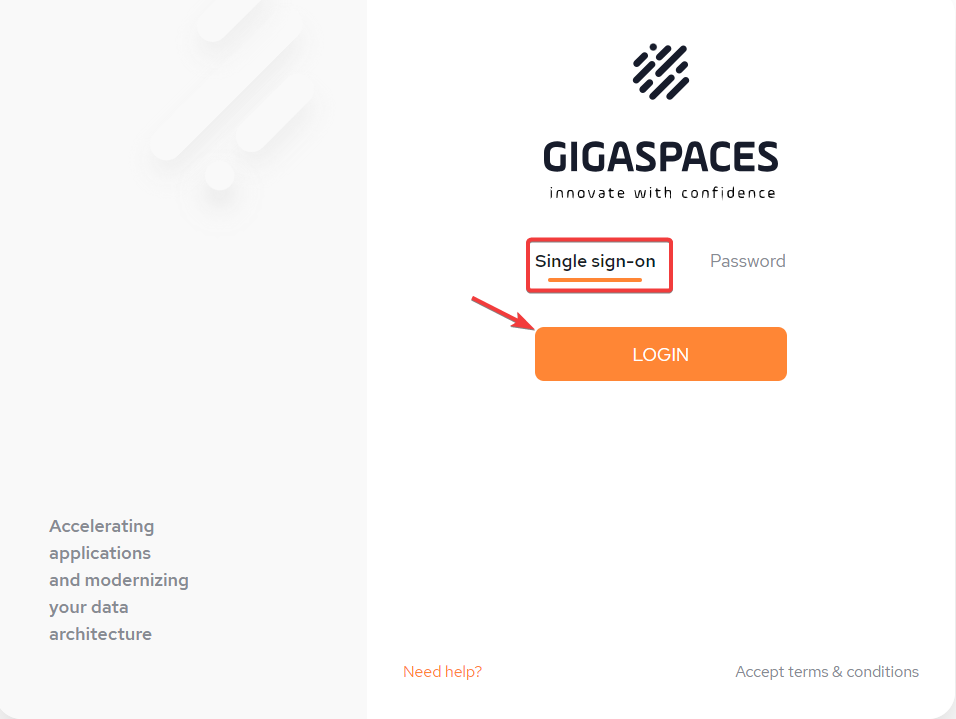 GIGASPACES
innovate with confidence
Single sign-on
Password
LOGIN
Accelerating
applications
and modernizing
your data
architecture
Need help?
Accept terms & conditions